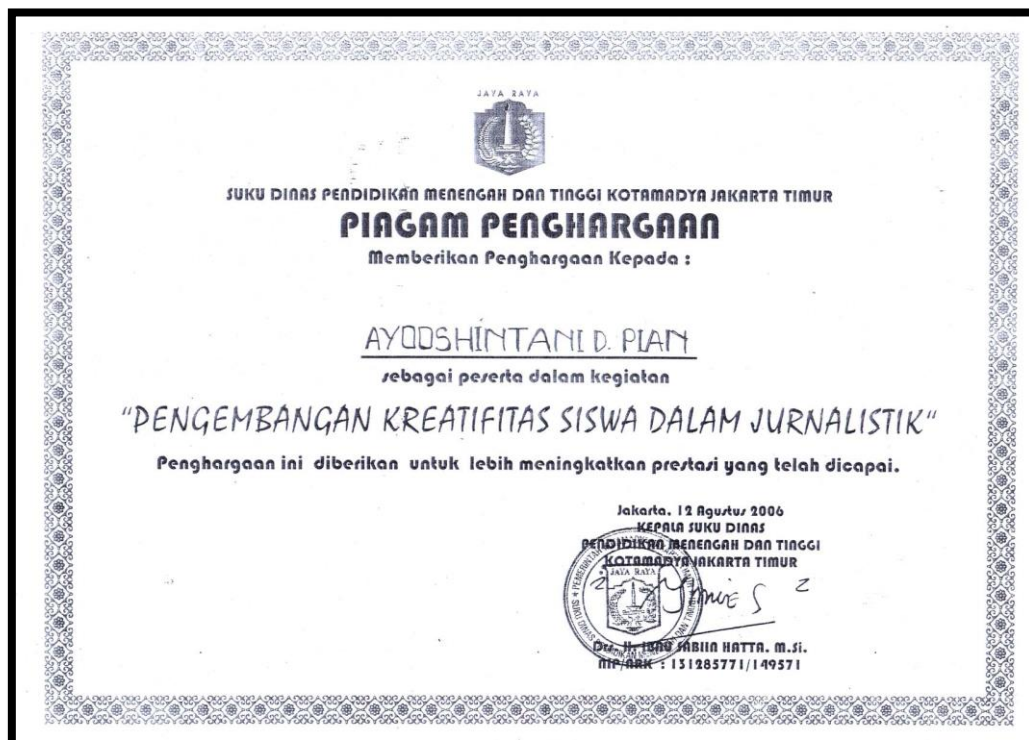 JAYA RAYA
SUKU DINAS PENDIDIKAN MENENGAH DAN TINGGI KOTAMADYA JAKARTA TIMUR
PIAGAM PENGHARGAAN
Memberikan Penghargaan Kepada :
AYODSHINTANI D. PIAN
sebagai peserta dalam kegiatan
"PENGEMBANGAN KREATIFITAS SISWA DALAM JURNALISTIK"
Penghargaan ini diberikan untuk lebih meningkatkan prestasi yang telah dicapai.
Jakarta, 12 Agustus 2006
KEPALA SUKU DINAS
PENDIDIKAN MENENGAH DAN TINGGI
KOTAMADYA JAKARTA TIMUR
JAYA RAYA
Drs. H. IBNU SABIIN HATTA. M.Si.
NIP/NRK : 131285771/149571